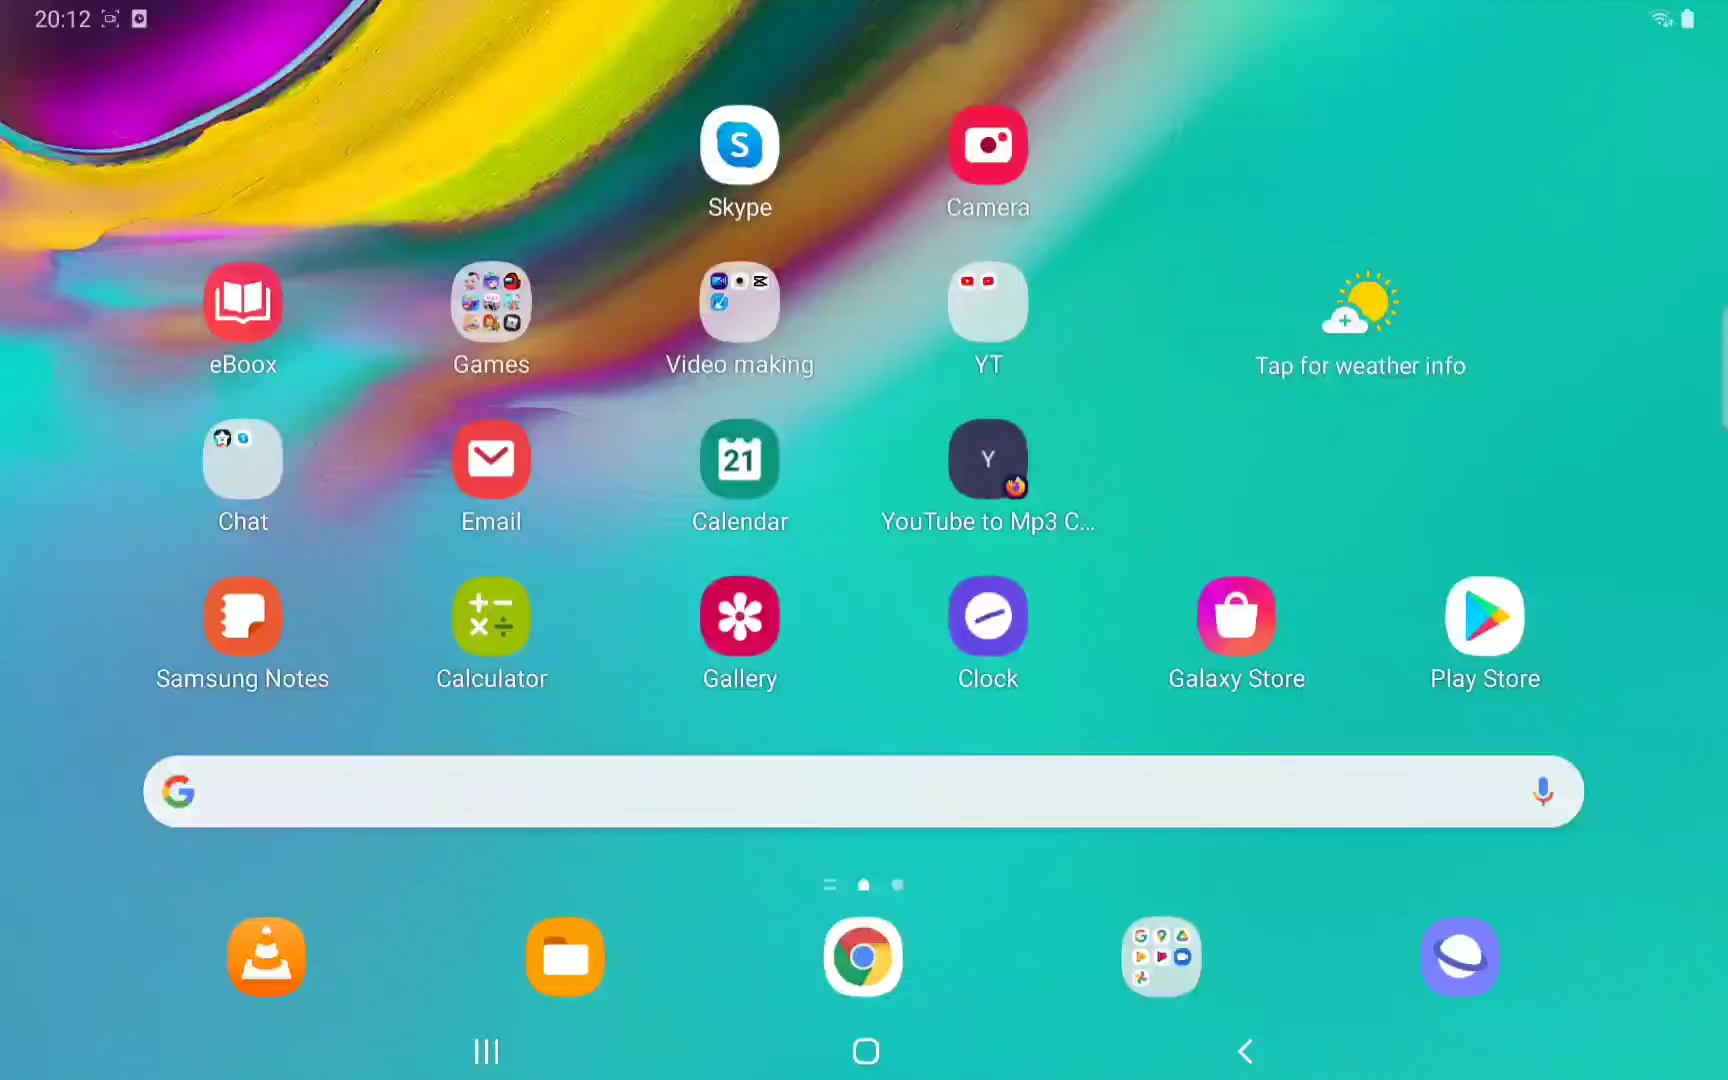 20:12
S
Skype
Camera
eBoox
Games
Video making
YT
Tap for weather info
21
Y
Chat
Email
Calendar
YouTube to Mp3 C...
Samsung Notes
Calculator
Gallery
Clock
Galaxy Store
Play Store
G